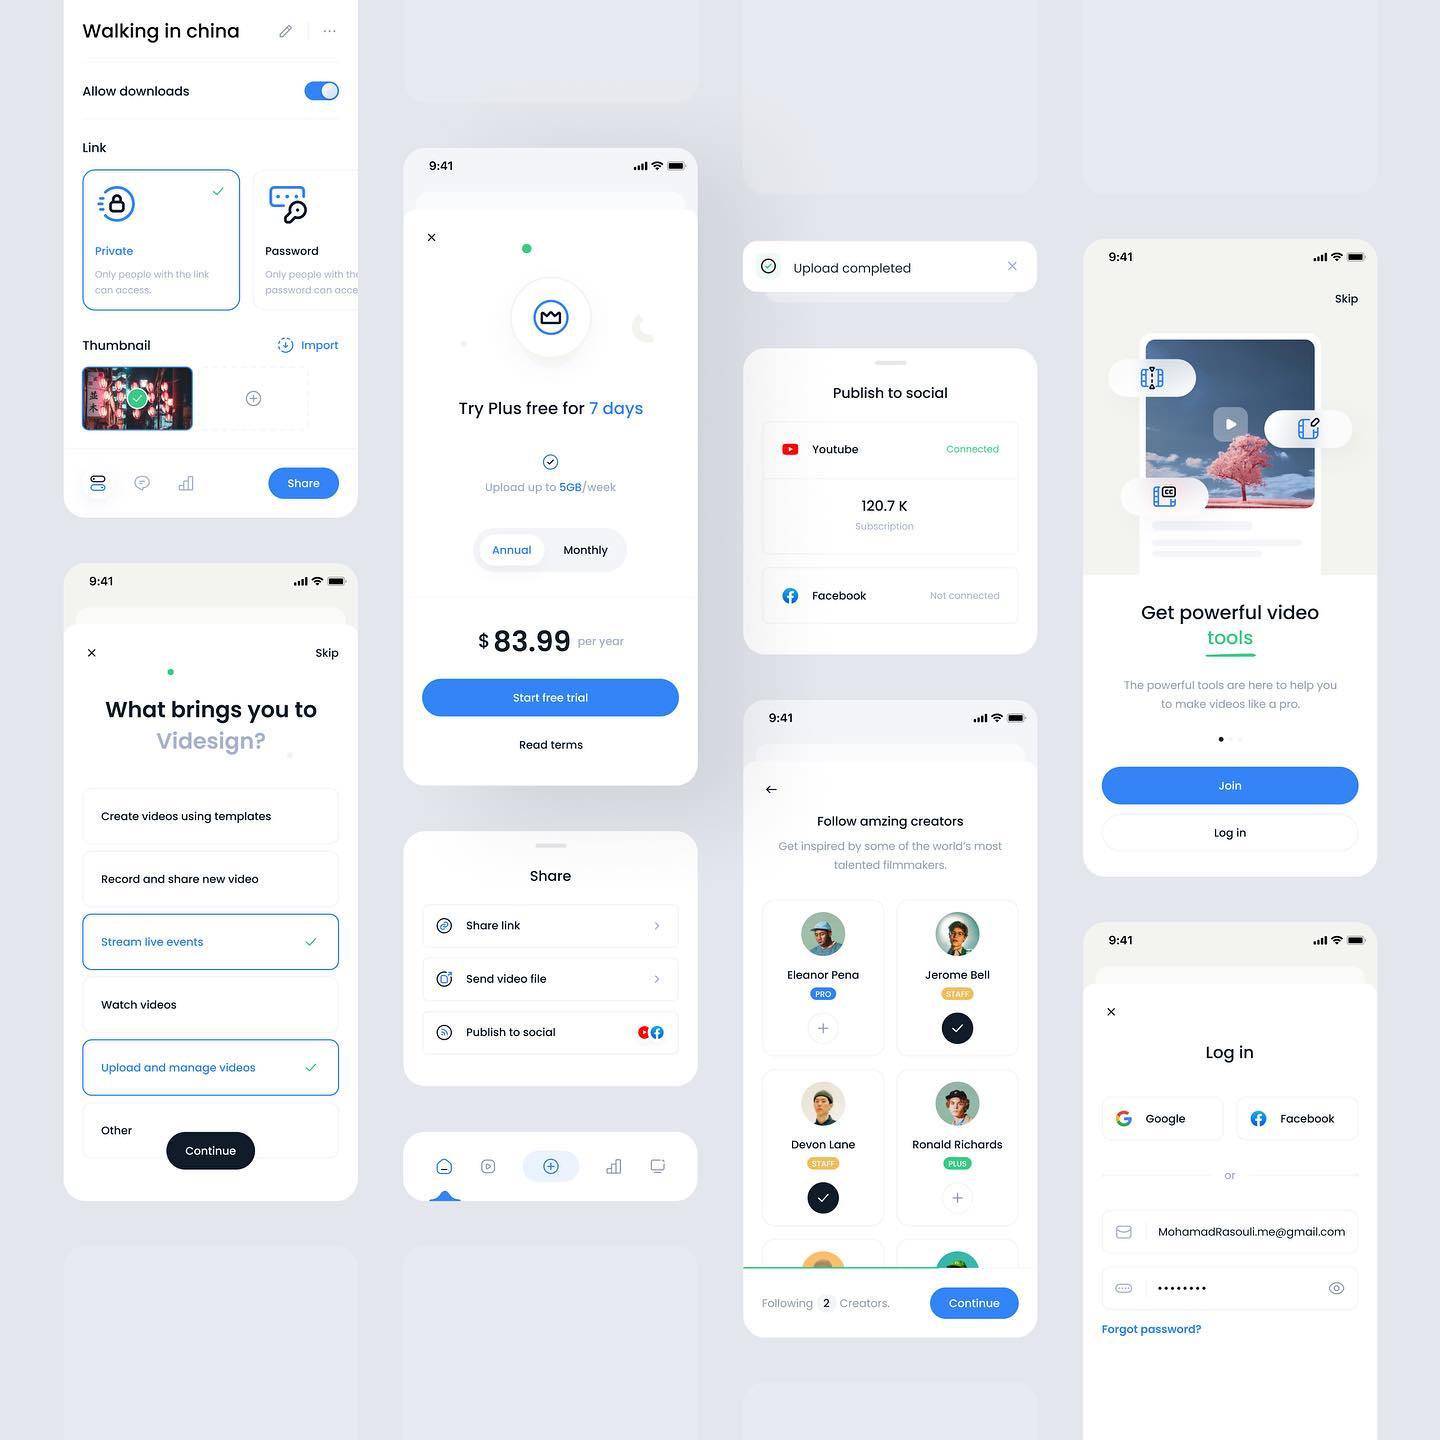 Walking in china
Allow downloads
Link
Private
Only people with the link
can access.
Password
Only people with the
password can acce
Thumbnail
Import
並
木
Share
9:41
Skip
What brings you to
Videsign?
Create videos using templates
Record and share new video
Stream live events
Watch videos
Upload and manage videos
Other
Continue
9:41
Try Plus free for 7 days
Upload up to 5GB/week
Annual
Monthly
$ 83.99 per year
Start free trial
Read terms
Share
Share link
Send video file
Publish to social
Upload completed
Publish to social
Youtube
Connected
120.7 K
Subscription
Facebook
Not connected
9:41
Follow amzing creators
Get inspired by some of the world's most
talented filmmakers.
Eleanor Pena
PRO
Jerome Bell
STAFF
Devon Lane
STAFF
Ronald Richards
PLUS
Following 2 Creators.
Continue
9:41
Skip
CC
Get powerful video
tools
The powerful tools are here to help you
to make videos like a pro.
Join
Log in
9:41
Log in
Google
Facebook
or
MohamadRasouli.me@gmail.com
Forgot password?